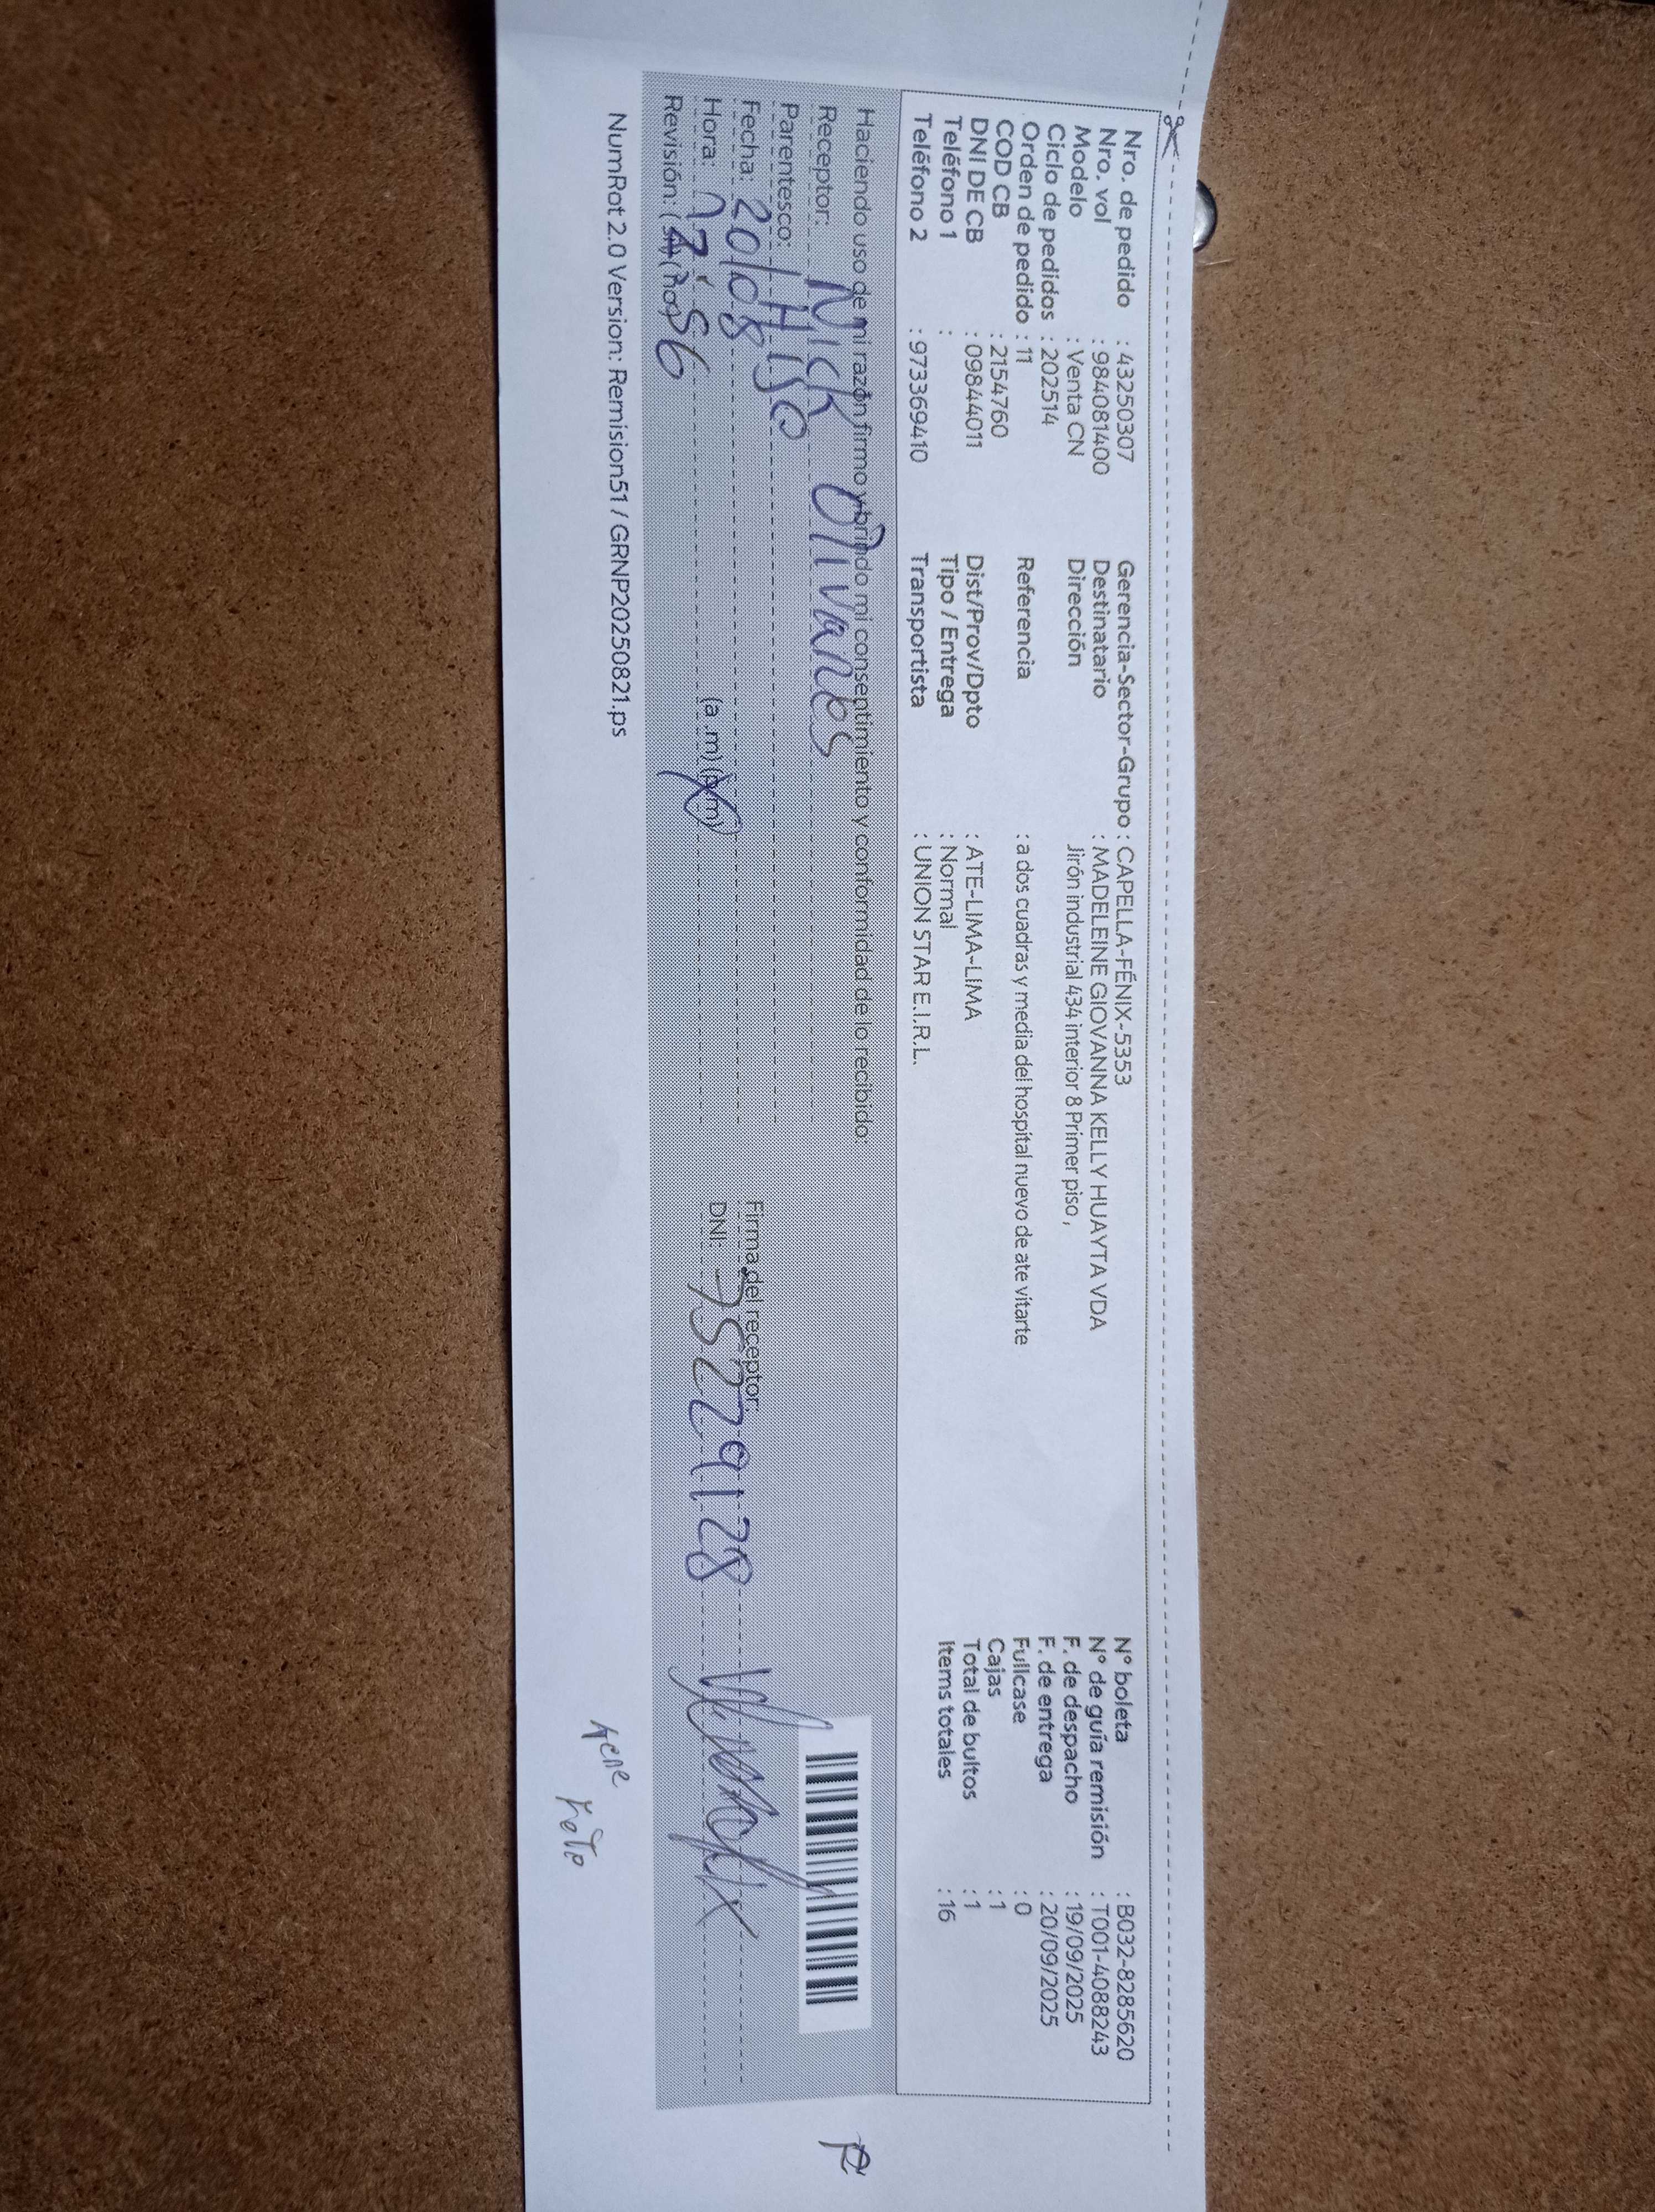 Nro. de pedido : 43250307
Nro. vol : 984081400
Modelo : Venta CN
Ciclo de pedidos : 202514
Orden de pedido : 11
COD CB : 2154760
DNI DE CB : 09844011
Teléfono 1 :
Teléfono 2 : 973369410
Gerencia-Sector-Grupo : CAPELLA-FÉNIX-5353
Destinatario : MADELEINE GIOVANNA KELLY HUAYTA VDA
Dirección Jirón industrial 434 interior 8 Primer piso ,
Referencia : a dos cuadras y media del hospital nuevo de ate vitarte
Dist/Prov/Dpto : ATE-LIMA-LIMA
Tipo / Entrega : Normal
Transportista : UNION STAR E.I.R.L.
N° boleta : B032-8285620
N° de guía remisión : T001-4088243
F. de despacho : 19/09/2025
F. de entrega : 20/09/2025
Fullcase : 0
Cajas : 1
Total de bultos : 1
Items totales : 16
Haciendo uso de mi razón firmo y brindo mi consentimiento y conformidad de lo recibido:
Receptor: Nick Olivares
Parentesco: Hijo
Fecha: 20/08
Hora: 56 (a.m) (p.m)
Revisión:
Firma del receptor:
DNI: 75229128
NumRot 2.0 Version: Remision51 / GRNP20250821.ps